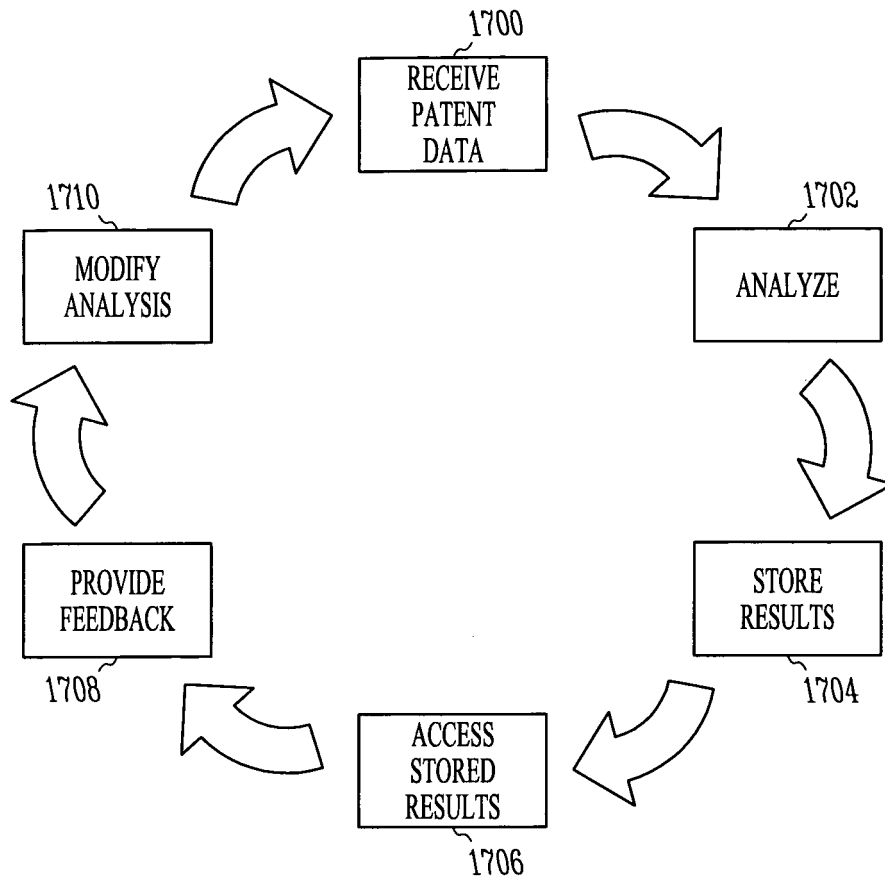 1700
RECEIVE
PATENT
DATA
1702
ANALYZE
STORE
RESULTS
1704
ACCESS
STORED
RESULTS
1706
PROVIDE
FEEDBACK
1708
1710
MODIFY
ANALYSIS